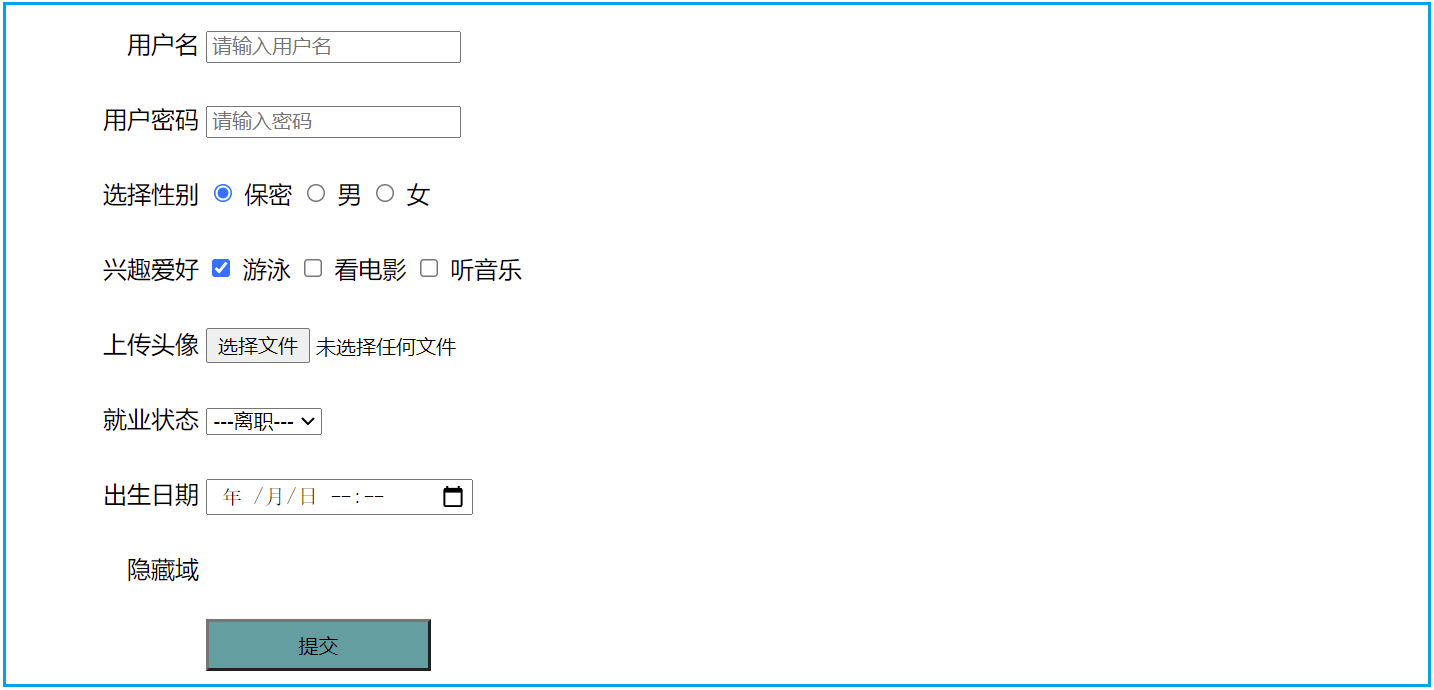 用户名 请输入用户名
用户密码 请输入密码
选择性别 保密 男 女
兴趣爱好 游泳 看电影 听音乐
上传头像 选择文件 未选择任何文件
就业状态 ---离职---
出生日期 年 /月/日 --:--
隐藏域
提交